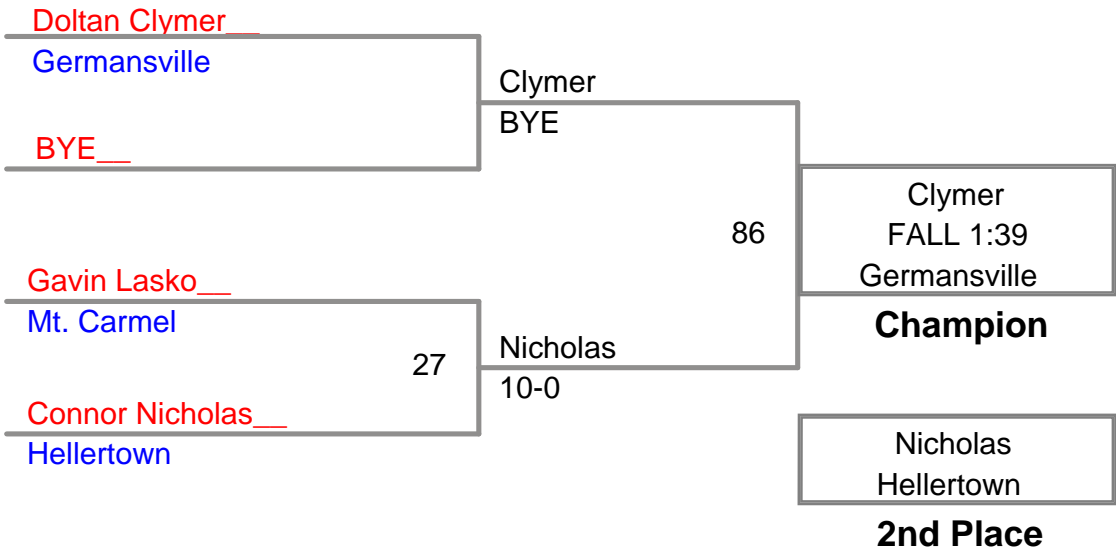 Doltan Clymer__
Germansville
BYE__
Clymer
BYE
Gavin Lasko__
Mt. Carmel
27
Connor Nicholas__
Hellertown
Nicholas
10-0
86
Clymer
FALL 1:39
Germansville
Champion
Nicholas
Hellertown
2nd Place